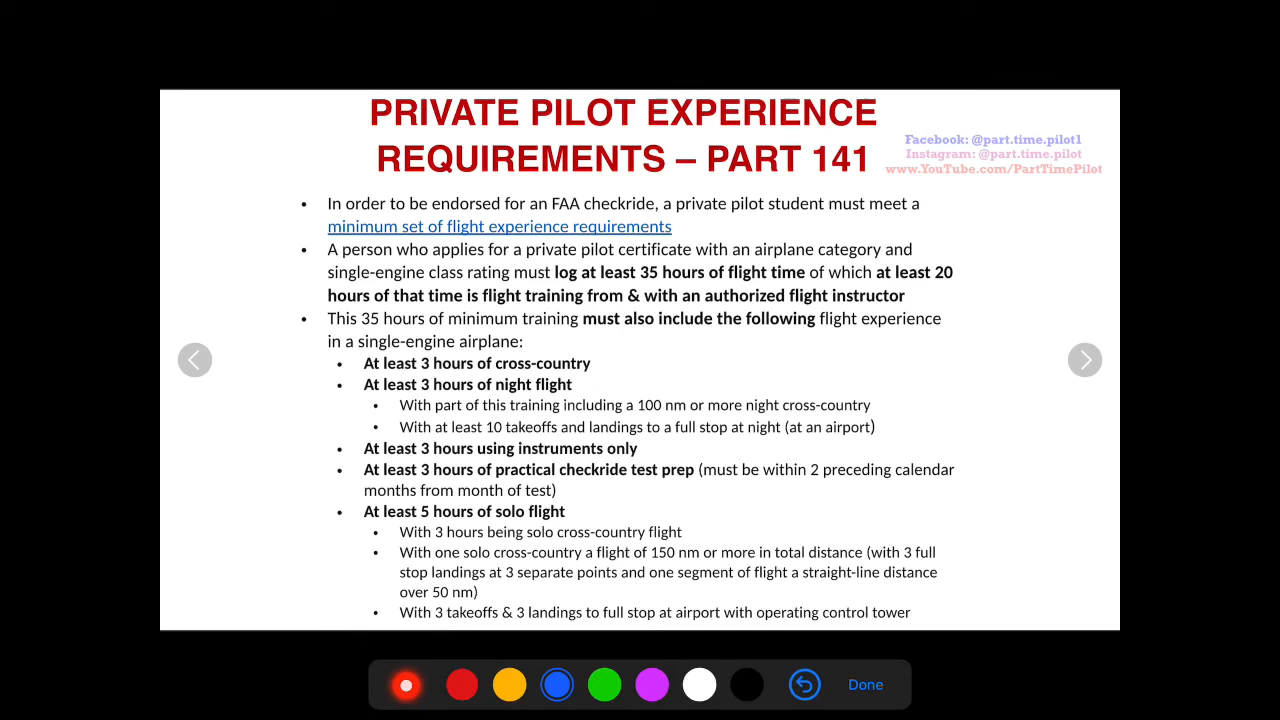 PRIVATE PILOT EXPERIENCE
REQUIREMENTS – PART 141
Facebook: @part.time.pilot1
Instagram: @part.time.pilot
www.YouTube.com/PartTimePilot
• In order to be endorsed for an FAA checkride, a private pilot student must meet a
minimum set of flight experience requirements
• A person who applies for a private pilot certificate with an airplane category and
single-engine class rating must log at least 35 hours of flight time of which at least 20
hours of that time is flight training from & with an authorized flight instructor
• This 35 hours of minimum training must also include the following flight experience
in a single-engine airplane:
• At least 3 hours of cross-country
• At least 3 hours of night flight
• With part of this training including a 100 nm or more night cross-country
• With at least 10 takeoffs and landings to a full stop at night (at an airport)
• At least 3 hours using instruments only
• At least 3 hours of practical checkride test prep (must be within 2 preceding calendar
months from month of test)
• At least 5 hours of solo flight
• With 3 hours being solo cross-country flight
• With one solo cross-country a flight of 150 nm or more in total distance (with 3 full
stop landings at 3 separate points and one segment of flight a straight-line distance
over 50 nm)
• With 3 takeoffs & 3 landings to full stop at airport with operating control tower
Done